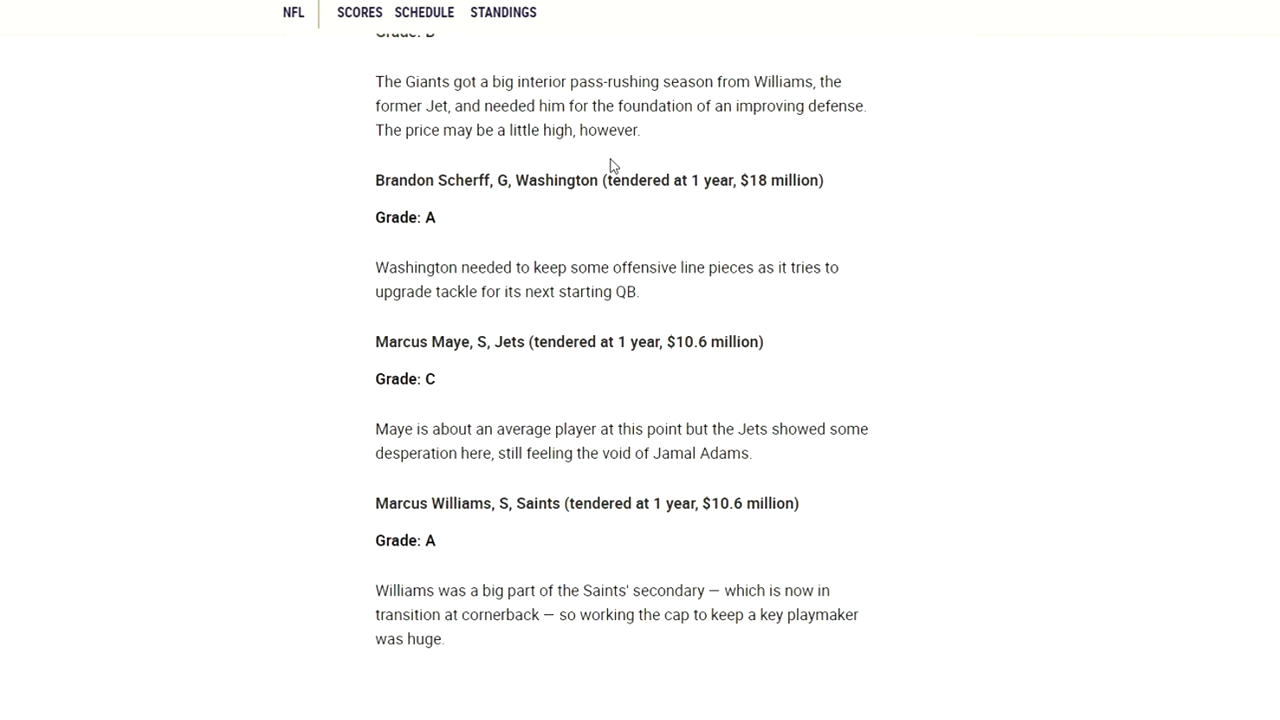 NFL SCORES SCHEDULE STANDINGS
Grade:
The Giants got a big interior pass-rushing season from Williams, the
former Jet, and needed him for the foundation of an improving defense.
The price may be a little high, however.
Brandon Scherff, G, Washington (tendered at 1 year, $18 million)
Grade: A
Washington needed to keep some offensive line pieces as it tries to
upgrade tackle for its next starting QB.
Marcus Maye, S, Jets (tendered at 1 year, $10.6 million)
Grade: C
Maye is about an average player at this point but the Jets showed some
desperation here, still feeling the void of Jamal Adams.
Marcus Williams, S, Saints (tendered at 1 year, $10.6 million)
Grade: A
Williams was a big part of the Saints' secondary — which is now in
transition at cornerback — so working the cap to keep a key playmaker
was huge.